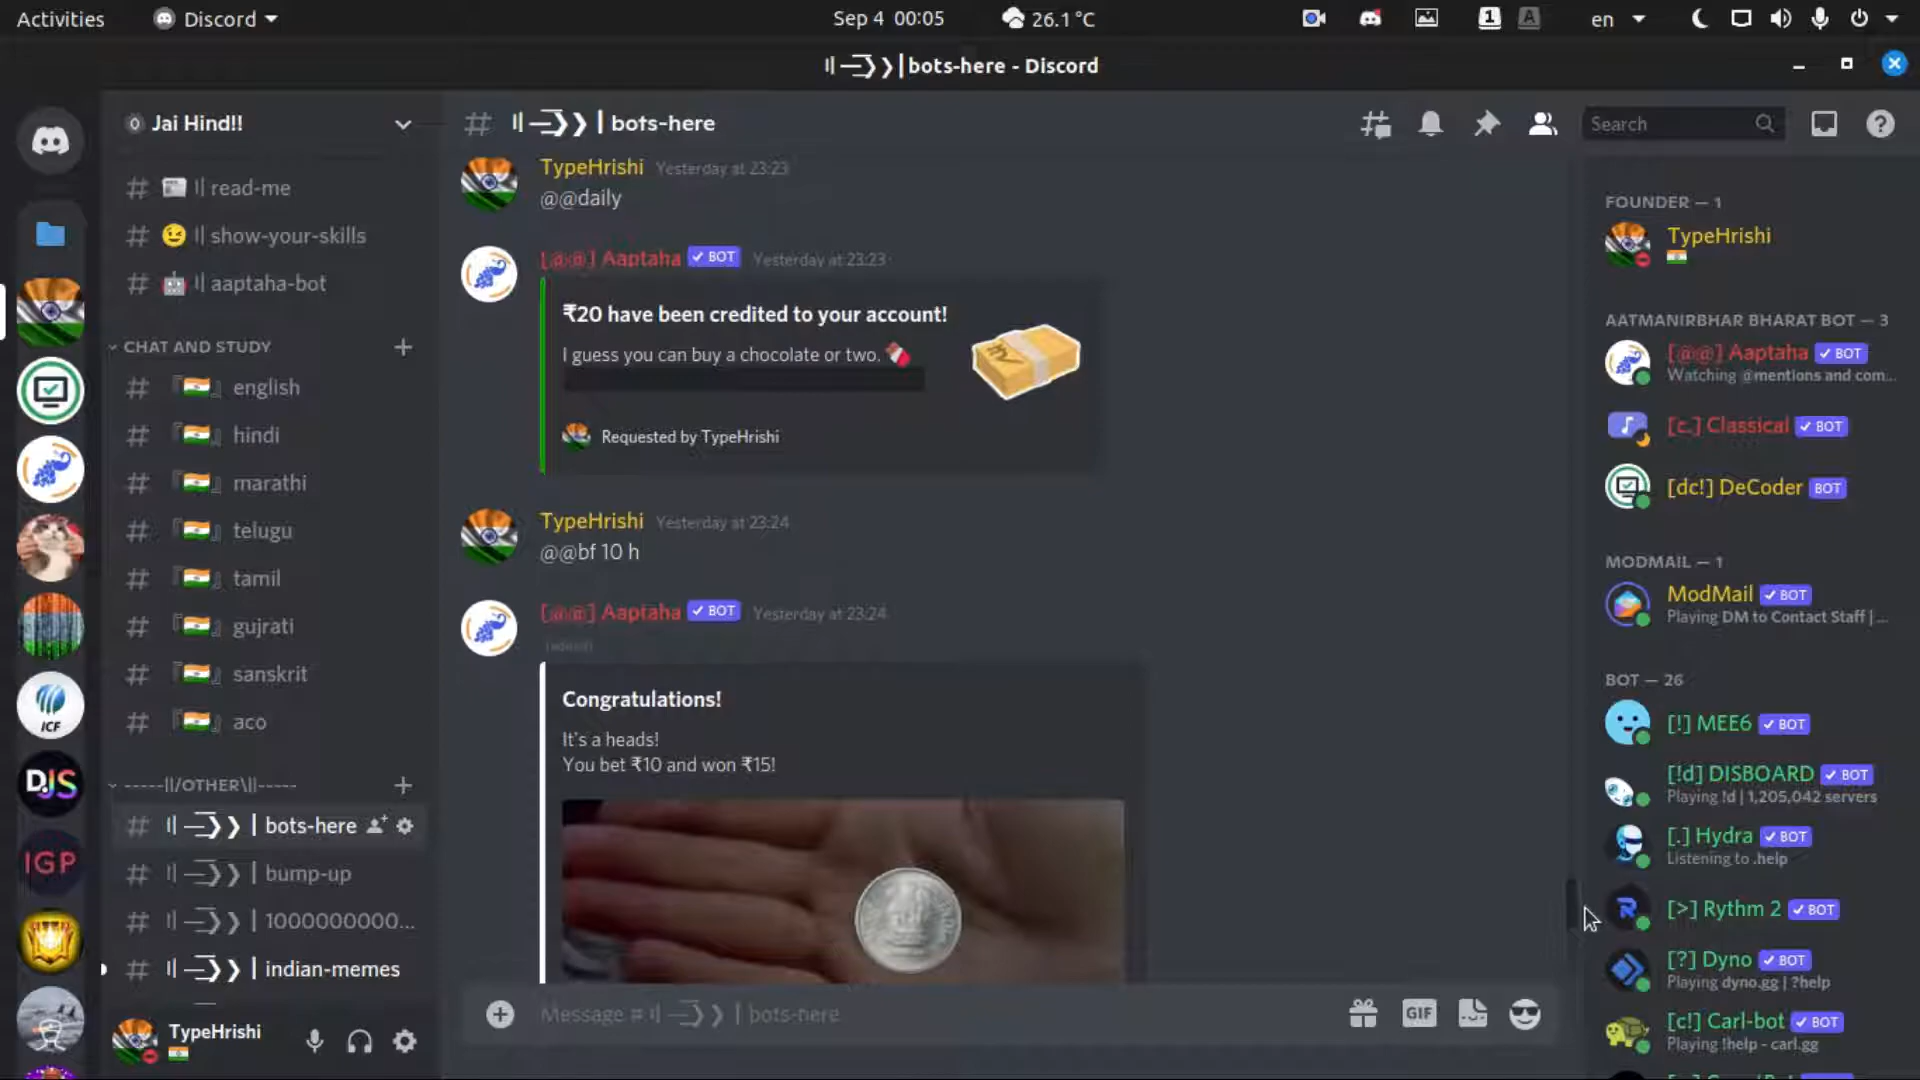 Activities
Discord
Sep 4 00:05
26.1 °C
1
A
en
|bots-here - Discord
Jai Hind!!
| bots-here
Search
read-me
show-your-skills
aaptaha-bot
CHAT AND STUDY
english
hindi
marathi
telugu
tamil
gujrati
sanskrit
aco
-----||/OTHER\||-----
| bots-here
| bump-up
| 1000000000...
| indian-memes
TypeHrishi
ICF
DJS
IGP
TypeHrishi Yesterday at 23:23
@@daily
[@@] Aaptaha ✓ BOT Yesterday at 23:23
₹20 have been credited to your account!
I guess you can buy a chocolate or two.
Requested by TypeHrishi
TypeHrishi Yesterday at 23:24
@@bf 10 h
[@@] Aaptaha ✓ BOT Yesterday at 23:24
(edited)
Congratulations!
It's a heads!
You bet ₹10 and won ₹15!
Message #
| bots-here
GIF
FOUNDER — 1
TypeHrishi
AATMANIRBHAR BHARAT BOT — 3
[@@] Aaptaha ✓ BOT
Watching @mentions and com...
[c.] Classical ✓ BOT
[dc!] DeCoder BOT
MODMAIL — 1
ModMail ✓ BOT
Playing DM to Contact Staff | ...
BOT — 26
[!] MEE6 ✓ BOT
[!d] DISBOARD ✓ BOT
Playing !d | 1,205,042 servers
[.] Hydra ✓ BOT
Listening to .help
[>] Rythm 2 ✓ BOT
[?] Dyno ✓ BOT
Playing dyno.gg | ?help
[c!] Carl-bot ✓ BOT
Playing !help - carl.gg